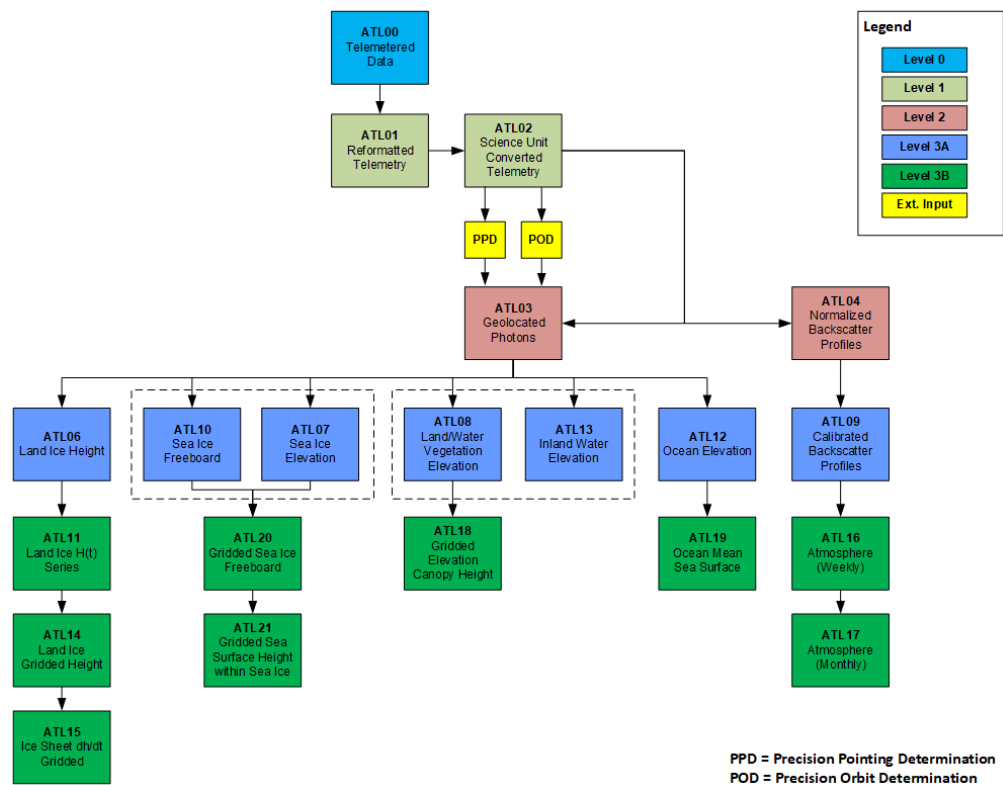 ATL00
Telemetered
Data
Legend
Level 0
Level 1
Level 2
Level 3A
Level 3B
Ext. Input
ATL01
Reformatted
Telemetry
ATL02
Science Unit
Converted
Telemetry
PPD
POD
ATL03
Geolocated
Photons
ATL04
Normalized
Backscatter
Profiles
ATL06
Land Ice Height
ATL10
Sea Ice
Freeboard
ATL07
Sea Ice
Elevation
ATL08
Land/Water
Vegetation
Elevation
ATL13
Inland Water
Elevation
ATL12
Ocean Elevation
ATL09
Calibrated
Backscatter
Profiles
ATL11
Land Ice H(t)
Series
ATL20
Gridded Sea Ice
Freeboard
ATL18
Gridded
Elevation
Canopy Height
ATL19
Ocean Mean
Sea Surface
ATL16
Atmosphere
(Weekly)
ATL14
Land Ice
Gridded Height
ATL21
Gridded Sea
Surface Height
within Sea Ice
ATL17
Atmosphere
(Monthly)
ATL15
Ice Sheet dh/dt
Gridded
PPD = Precision Pointing Determination
POD = Precision Orbit Determination